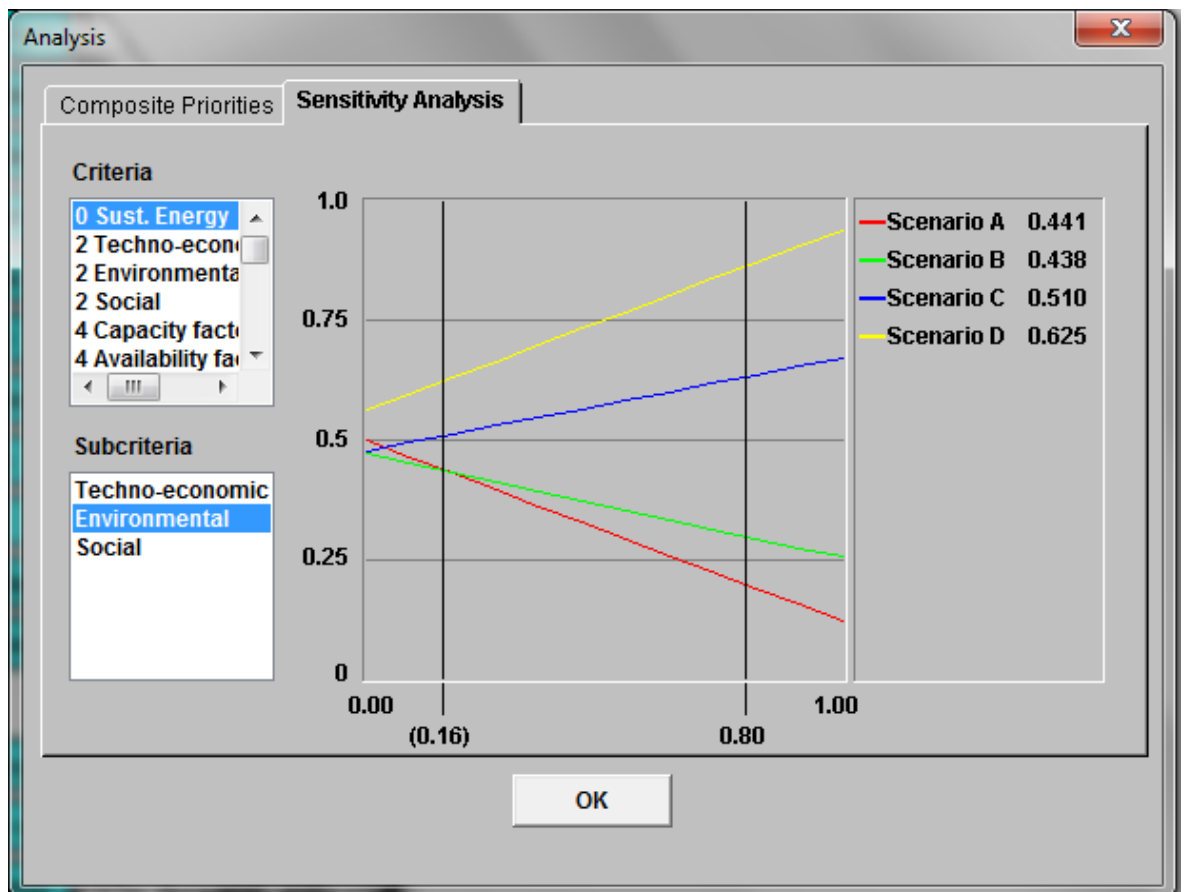 Analysis
Composite Priorities
Sensitivity Analysis
Criteria
0 Sust. Energy
2 Techno-econ
2 Environmenta
2 Social
4 Capacity fact
4 Availability fa
Subcriteria
Techno-economic
Environmental
Social
1.0
0.75
0.5
0.25
0
0.00
(0.16)
0.80
1.00
Scenario A 0.441
Scenario B 0.438
Scenario C 0.510
Scenario D 0.625
OK